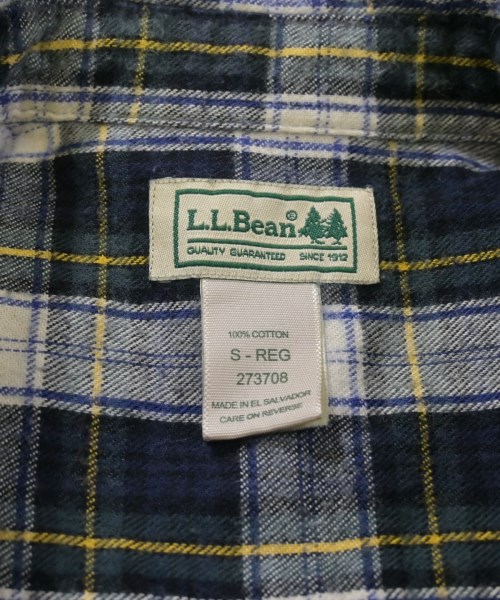 L.L.Bean®
QUALITY GUARANTEED SINCE 1912
100% COTTON
S - REG
273708
MADE IN EL SALVADOR
CARE ON REVERSE